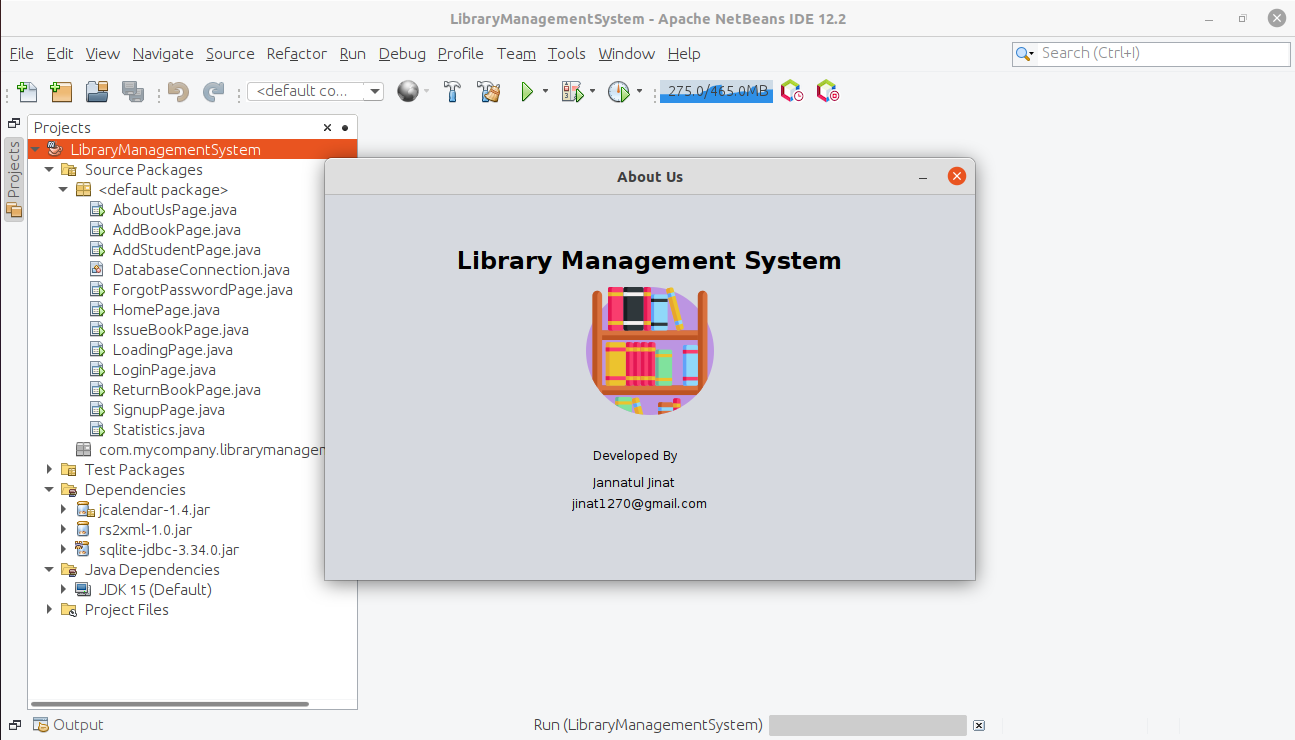 LibraryManagementSystem - Apache NetBeans IDE 12.2
File Edit View Navigate Source Refactor Run Debug Profile Team Tools Window Help
Search (Ctrl+I)
<default co...
275.0/465.0MB
Projects
Projects
LibraryManagementSystem
Source Packages
<default package>
AboutUsPage.java
AddBookPage.java
AddStudentPage.java
DatabaseConnection.java
ForgotPasswordPage.java
HomePage.java
IssueBookPage.java
LoadingPage.java
LoginPage.java
ReturnBookPage.java
SignupPage.java
Statistics.java
com.mycompany.librarymanagem
Test Packages
Dependencies
jcalendar-1.4.jar
rs2xml-1.0.jar
sqlite-jdbc-3.34.0.jar
Java Dependencies
JDK 15 (Default)
Project Files
About Us
Library Management System
Developed By
Jannatul Jinat
jinat1270@gmail.com
Output
Run (LibraryManagementSystem)